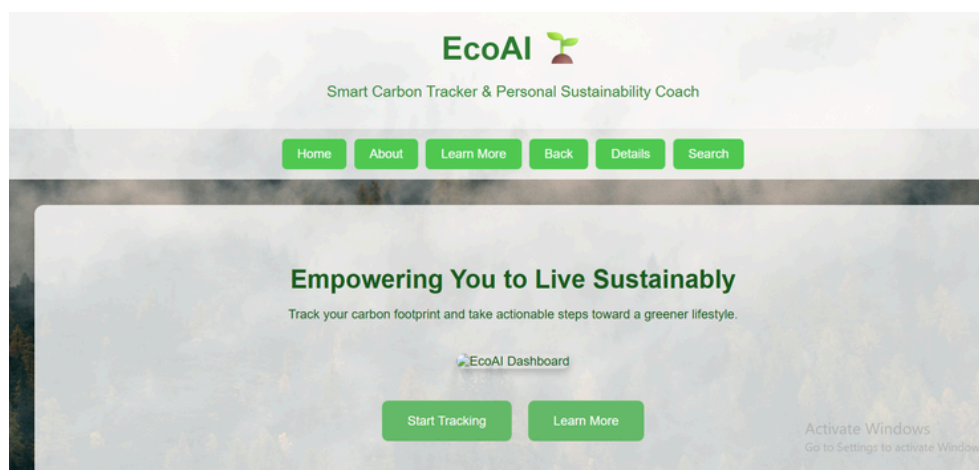 EcoAI 🌱
Smart Carbon Tracker & Personal Sustainability Coach
Home About Learn More Back Details Search
Empowering You to Live Sustainably
Track your carbon footprint and take actionable steps toward a greener lifestyle.
EcoAI Dashboard
Start Tracking Learn More
Activate Windows
Go to Settings to activate Window